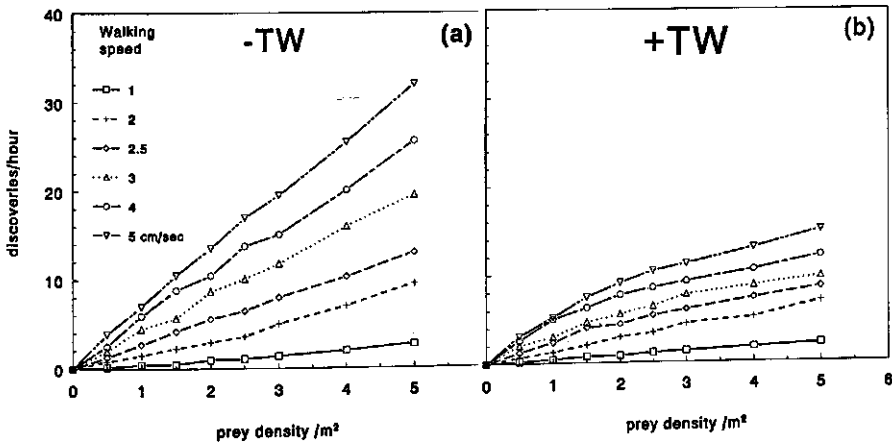 40
30
20
10
0
discoveries/hour
Walking
speed
1
2
2.5
3
4
5 cm/sec
-TW
(a)
0 1 2 3 4 5
prey density /m²
+TW
(b)
0 1 2 3 4 5 6
prey density /m²